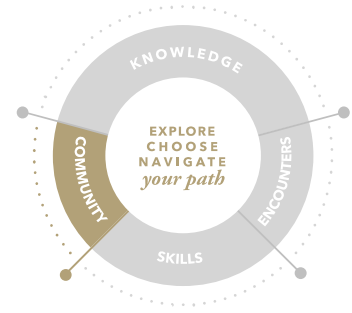 KNOWLEDGE
EXPLORE
CHOOSE
NAVIGATE
your path
COMMUNITY
ENCOUNTERS
SKILLS